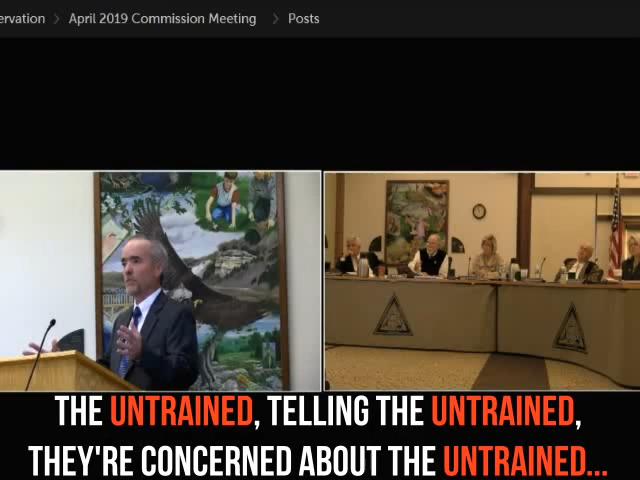 ervation > April 2019 Commission Meeting > Posts
THE UNTRAINED, TELLING THE UNTRAINED,
THEY'RE CONCERNED ABOUT THE UNTRAINED...